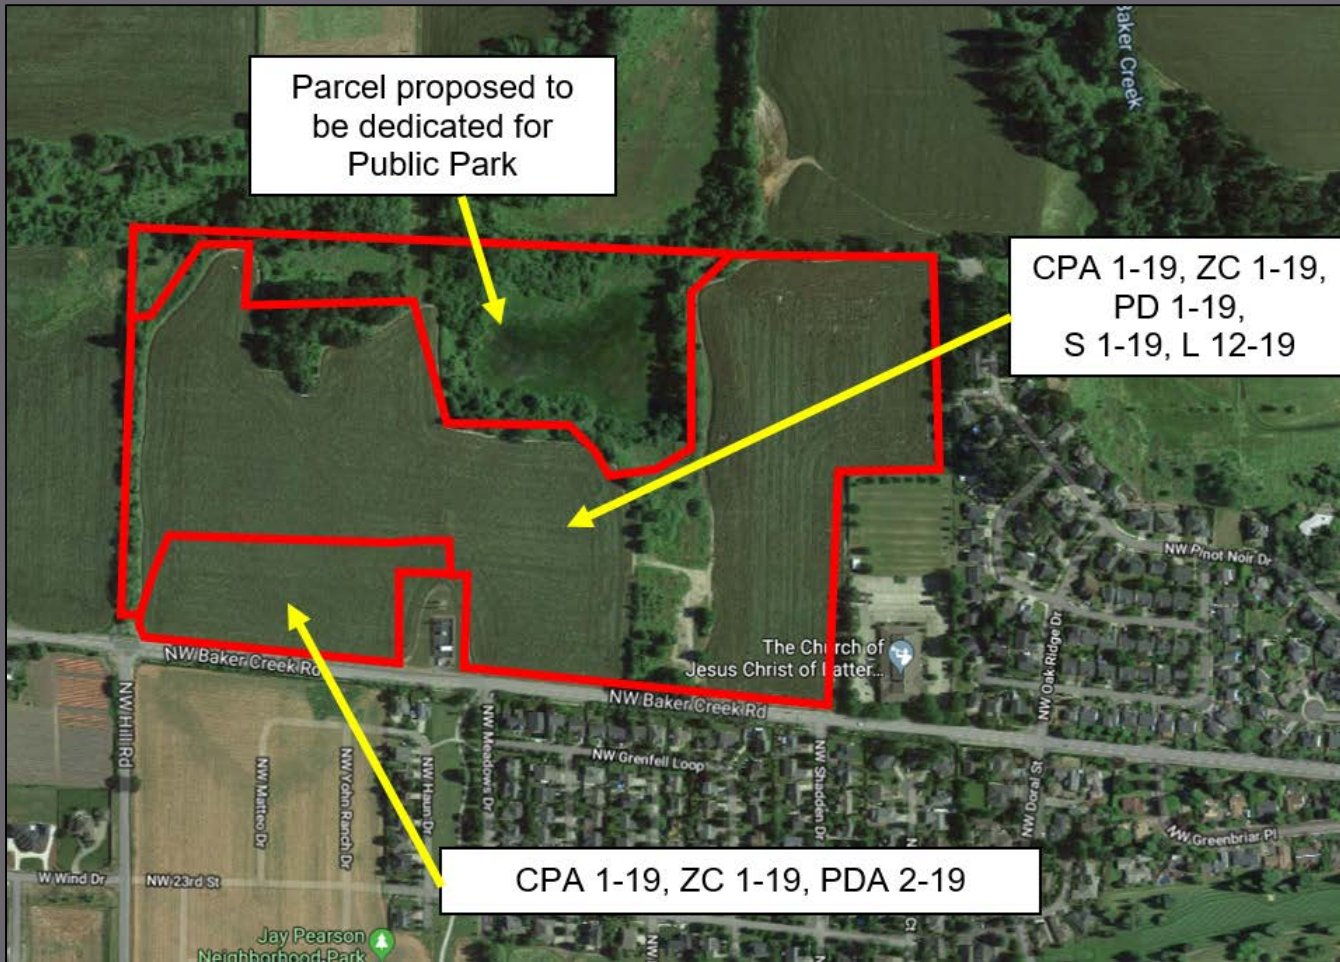 Baker Creek
Parcel proposed to
be dedicated for
Public Park
CPA 1-19, ZC 1-19,
PD 1-19,
S 1-19, L 12-19
NW Pinot Noir Dr
The Church of
Jesus Christ of Latter...
NW Oak Ridge Dr
NW Baker Creek Rd
NW Baker Creek Rd
NW Hill Rd
NW Meadows Dr
NW Grenfell Loop
NW Shadden Dr
NW Doral St
NW Matteo Dr
NW Yohn Ranch Dr
NW Haun Dr
NW Greenbriar Pl
W Wind Dr
NW 23rd St
CPA 1-19, ZC 1-19, PDA 2-19
Jay Pearson
Neighborhood Park
NW
Ct